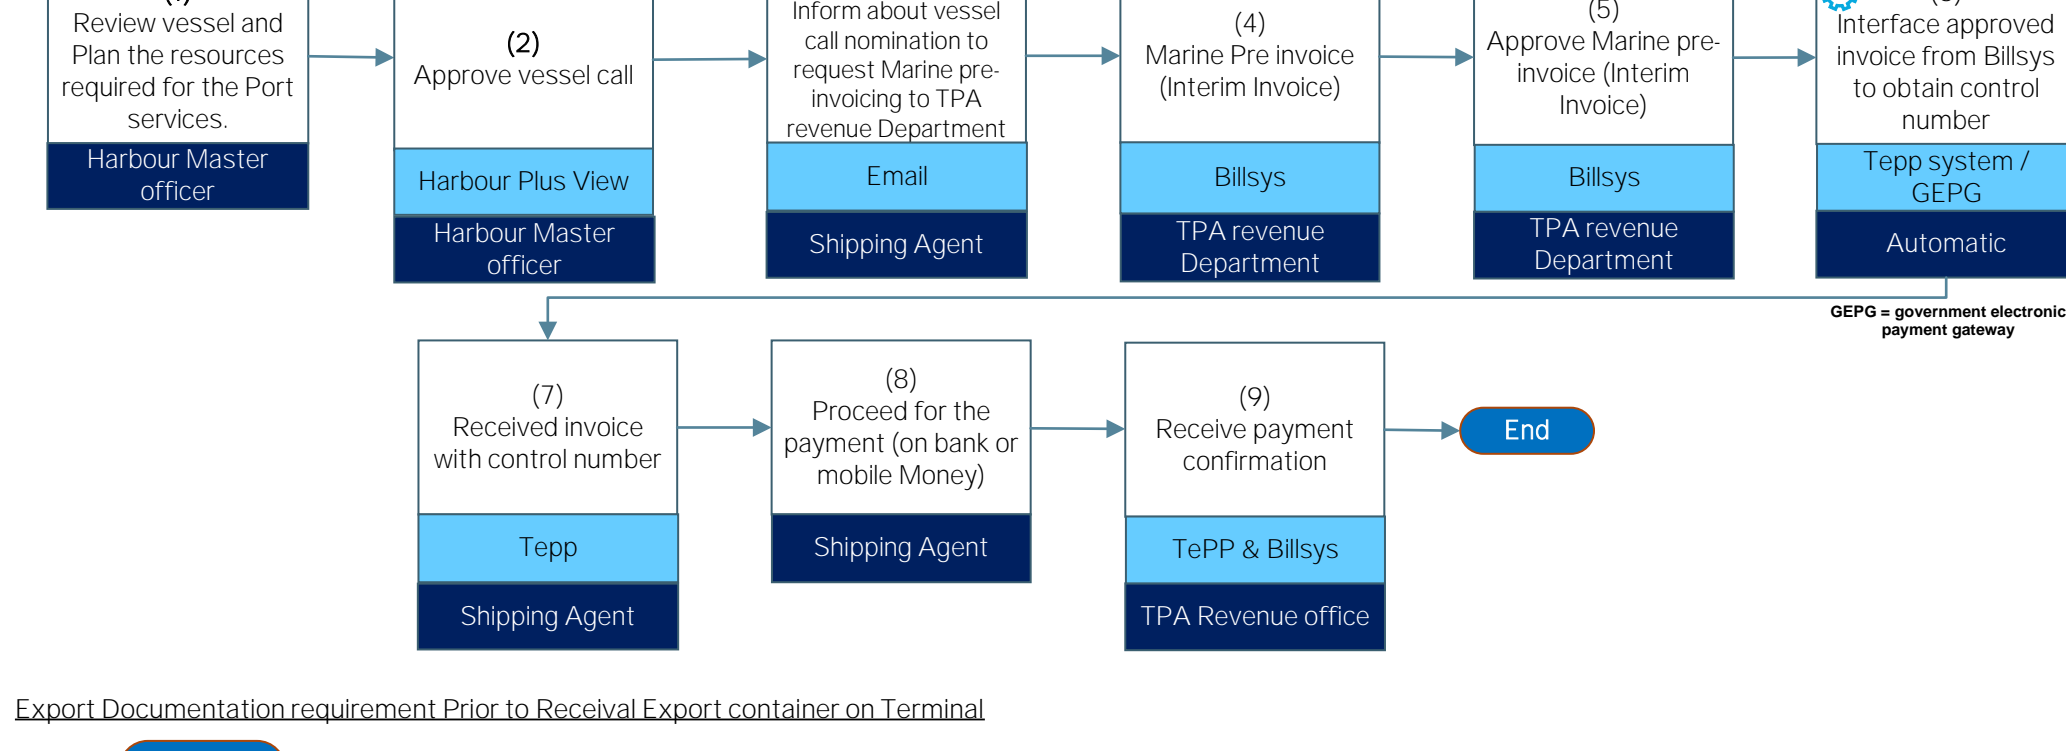 (1)
Review vessel and
Plan the resources
required for the Port
services.
Harbour Master
officer
(2)
Approve vessel call
Harbour Plus View
Harbour Master
officer
Inform about vessel
call nomination to
request Marine pre-
invoicing to TPA
revenue Department
Email
Shipping Agent
(4)
Marine Pre invoice
(Interim Invoice)
Billsys
TPA revenue
Department
(5)
Approve Marine pre-
invoice (Interim
Invoice)
Billsys
TPA revenue
Department
Interface approved
invoice from Billsys
to obtain control
number
Tepp system /
GEPG
Automatic
GEPG = government electronic
payment gateway
(7)
Received invoice
with control number
Tepp
Shipping Agent
(8)
Proceed for the
payment (on bank or
mobile Money)
Shipping Agent
(9)
Receive payment
confirmation
TePP & Billsys
TPA Revenue office
End
Export Documentation requirement Prior to Receival Export container on Terminal